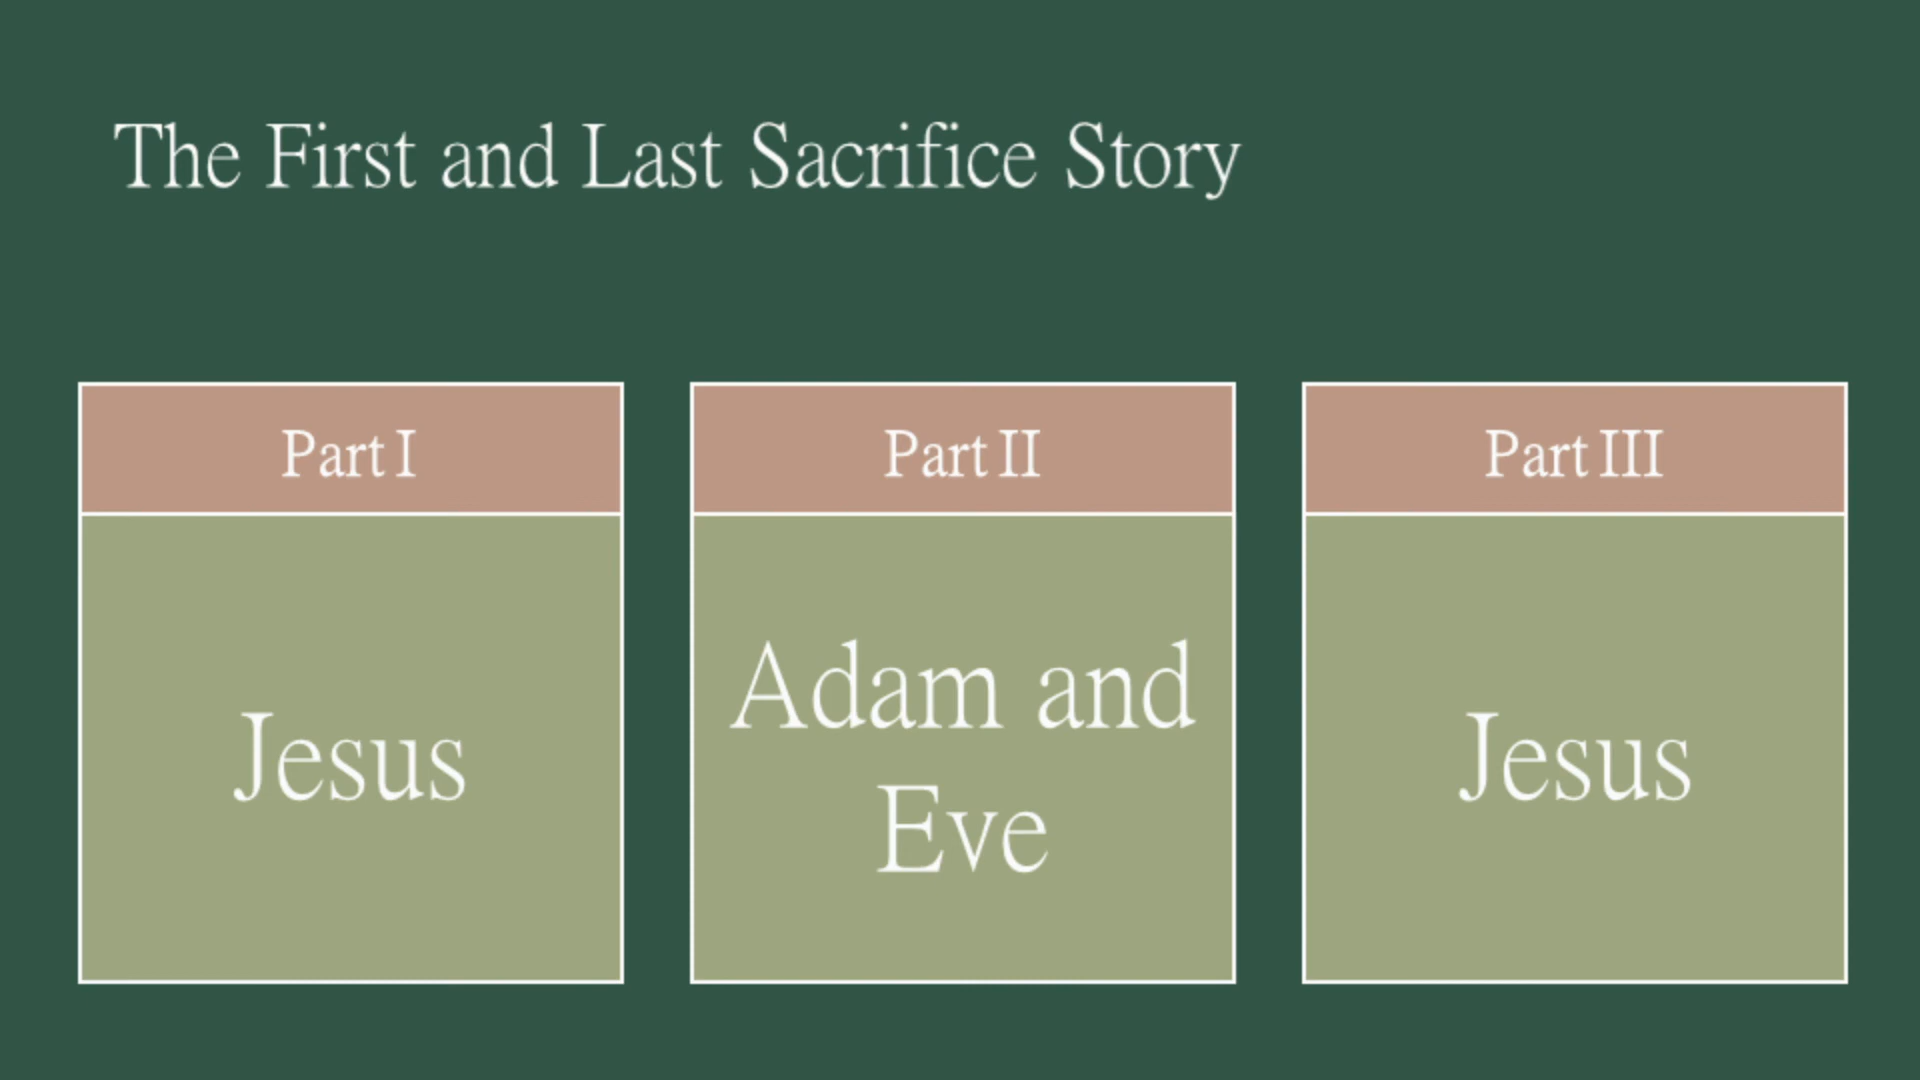 The First and Last Sacrifice Story
Part I
Jesus
Part II
Adam and
Eve
Part III
Jesus